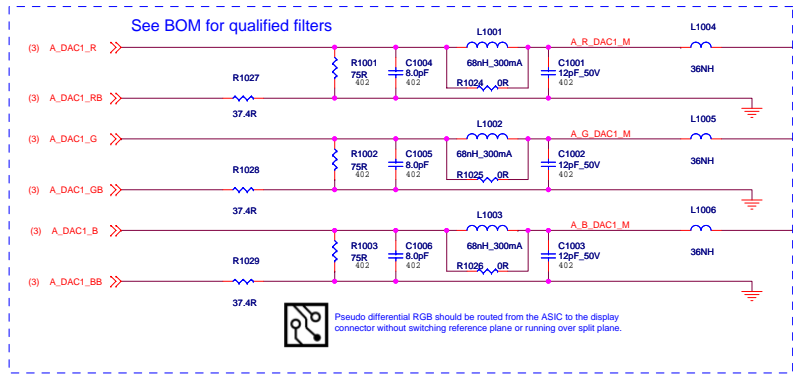 See BOM for qualified filters
L1001
L1004
(3) A_DAC1_R
A_R_DAC1_M
R1001
75R
402
C1004
8.0pF
402
68nH_300mA
R1024 0R
C1001
12pF_50V
402
36NH
R1027
(3) A_DAC1_RB
37.4R
L1002
L1005
(3) A_DAC1_G
A_G_DAC1_M
R1002
75R
402
C1005
8.0pF
402
68nH_300mA
R1025 0R
C1002
12pF_50V
402
36NH
R1028
(3) A_DAC1_GB
37.4R
L1003
L1006
(3) A_DAC1_B
A_B_DAC1_M
R1003
75R
402
C1006
8.0pF
402
68nH_300mA
R1026 0R
C1003
12pF_50V
402
36NH
R1029
(3) A_DAC1_BB
37.4R
Pseudo differential RGB should be routed from the ASIC to the display
connector without switching reference plane or running over split plane.